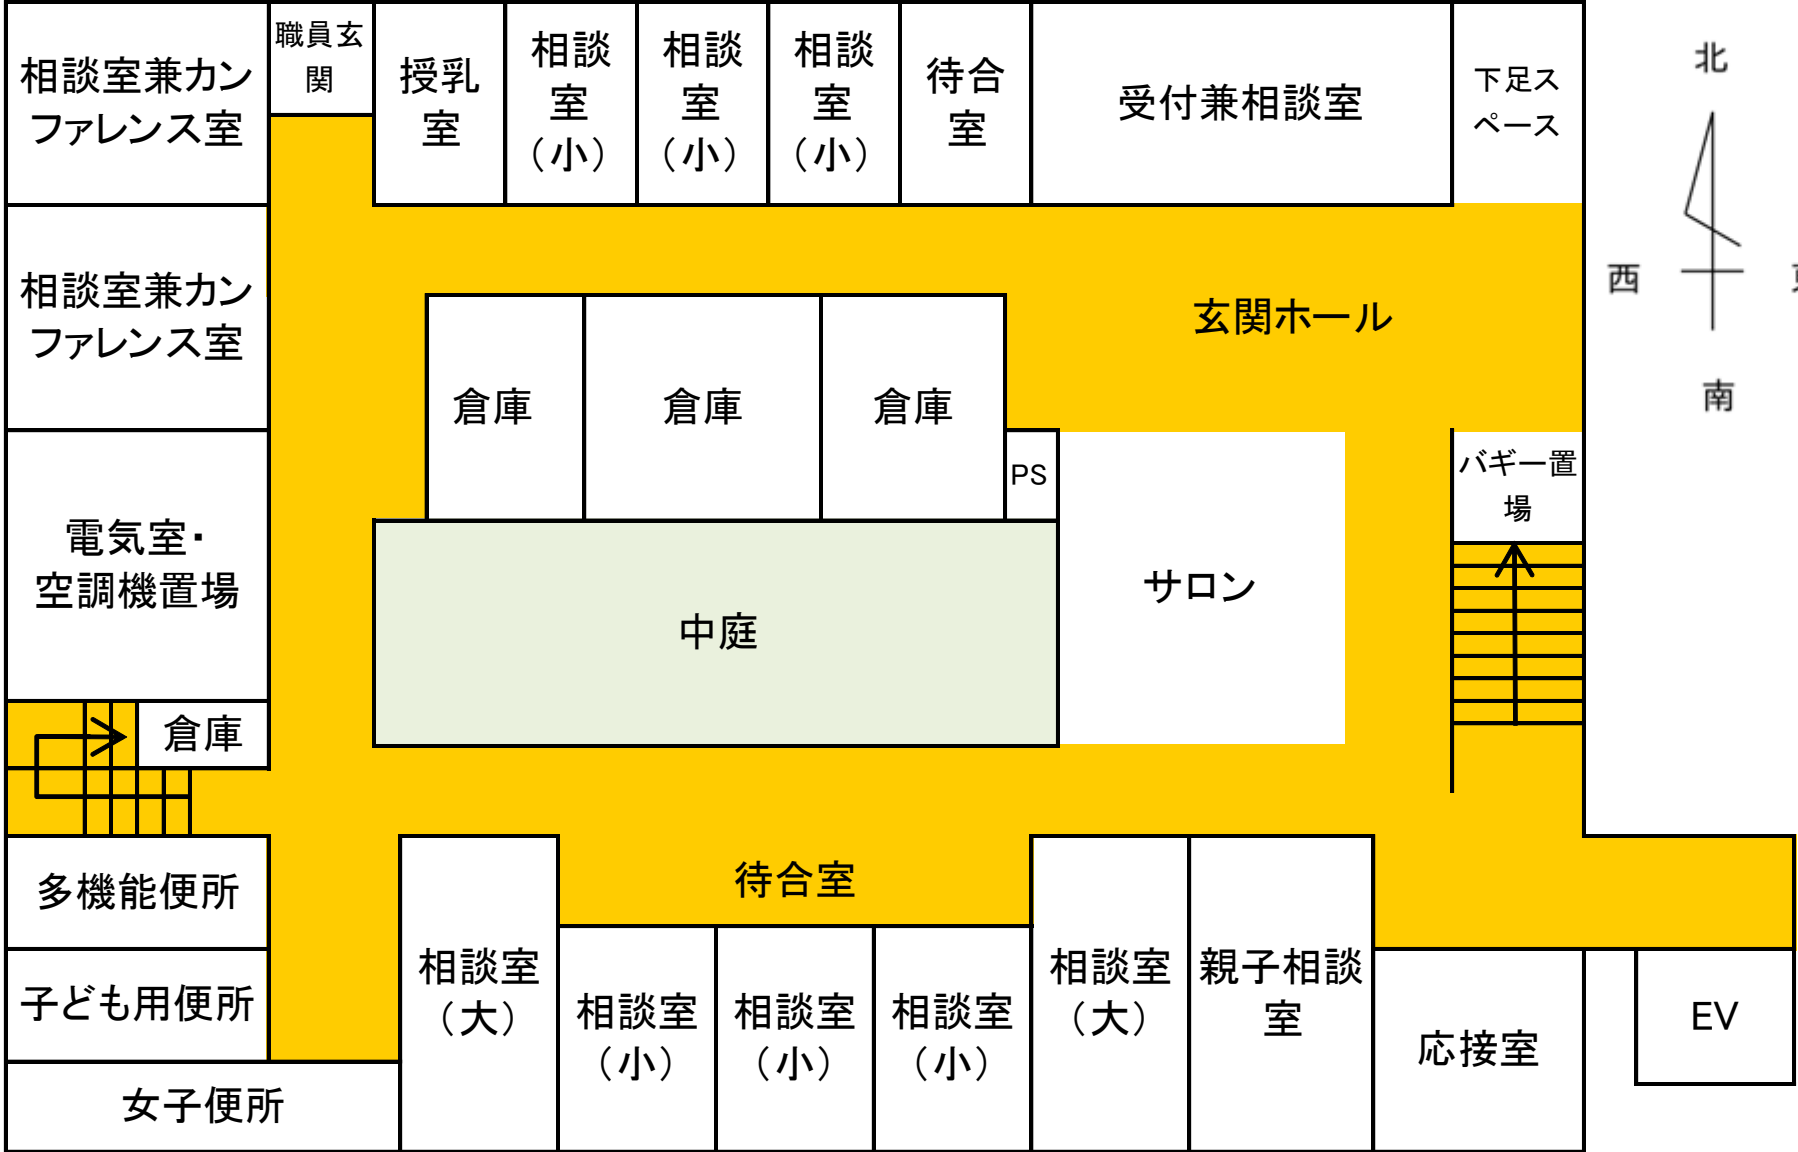 相談室兼カン
ファレンス室
職員玄
関
授乳
室
相談
室
（小）
相談
室
（小）
相談
室
（小）
待合
室
受付兼相談室
下足ス
ペース
北
西
南
相談室兼カン
ファレンス室
玄関ホール
倉庫
倉庫
倉庫
PS
バギー置
場
電気室・
空調機置場
サロン
中庭
倉庫
多機能便所
待合室
子ども用便所
相談室
（大）
相談室
（小）
相談室
（小）
相談室
（小）
相談室
（大）
親子相談
室
応接室
EV
女子便所